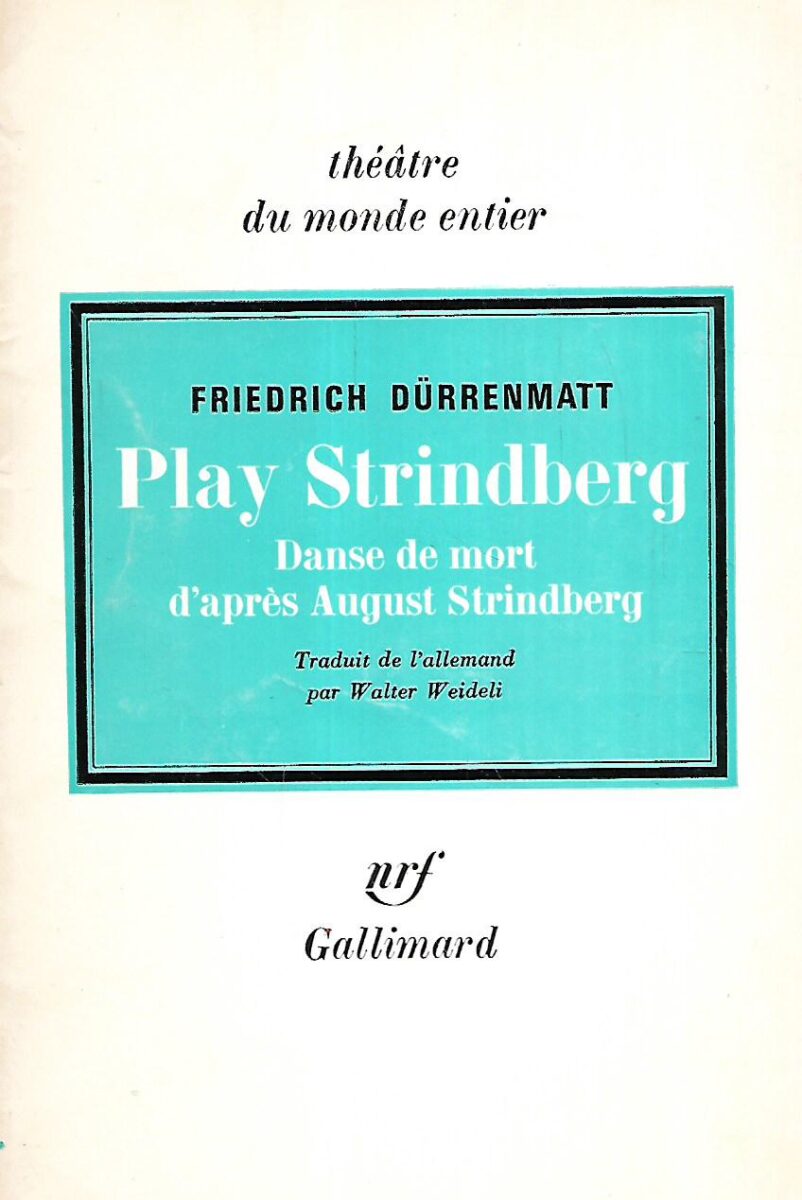 théâtre
du monde entier
FRIEDRICH DÜRRENMATT
Play Strindberg
Danse de mort
d'après August Strindberg
Traduit de l'allemand
par Walter Weideli
nrf
Gallimard